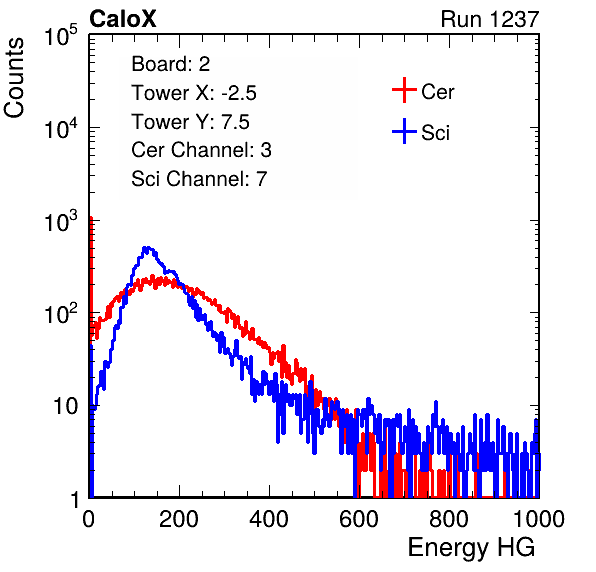 CaloX Run 1237
Counts
Board: 2
Tower X: -2.5
Tower Y: 7.5
Cer Channel: 3
Sci Channel: 7
Cer
Sci
10^5
10^4
10^3
10^2
10
1
0 200 400 600 800 1000
Energy HG